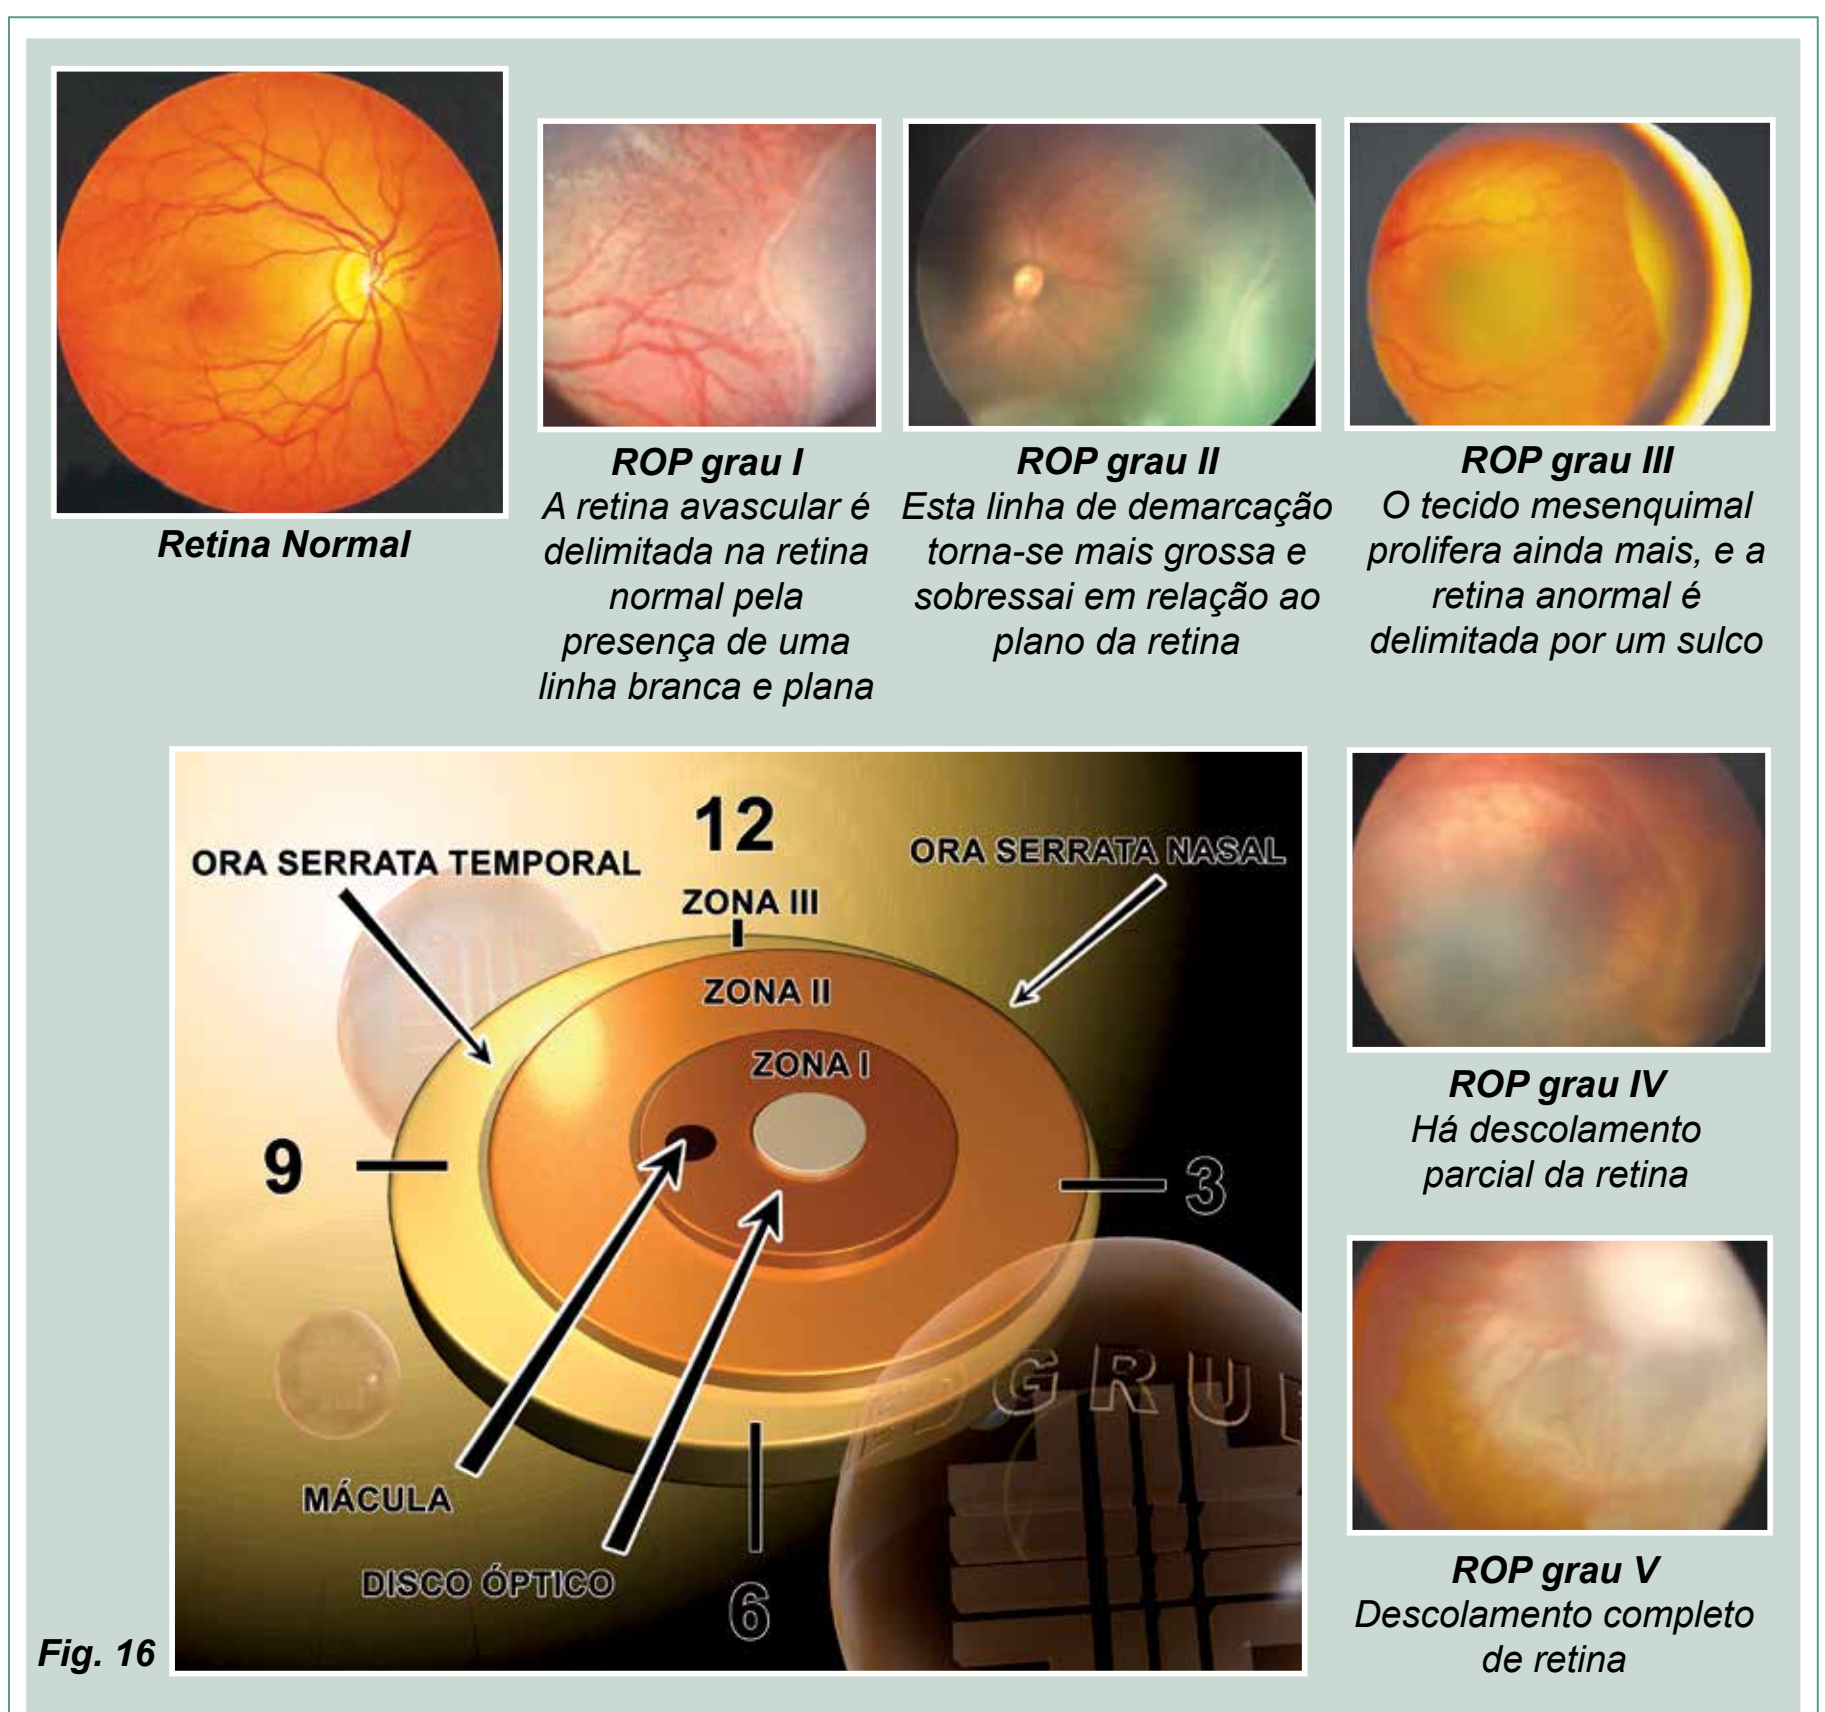 Retina Normal
ROP grau I
A retina avascular é
delimitada na retina
normal pela
presença de uma
linha branca e plana
ROP grau II
Esta linha de demarcação
torna-se mais grossa e
sobressai em relação ao
plano da retina
ROP grau III
O tecido mesenquimal
prolifera ainda mais, e a
retina anormal é
delimitada por um sulco
12
ORA SERRATA TEMPORAL
ORA SERRATA NASAL
ZONA III
ZONA II
ZONA I
9
3
MÁCULA
DISCO ÓPTICO
6
ROP grau IV
Há descolamento
parcial da retina
ROP grau V
Descolamento completo
de retina
Fig. 16